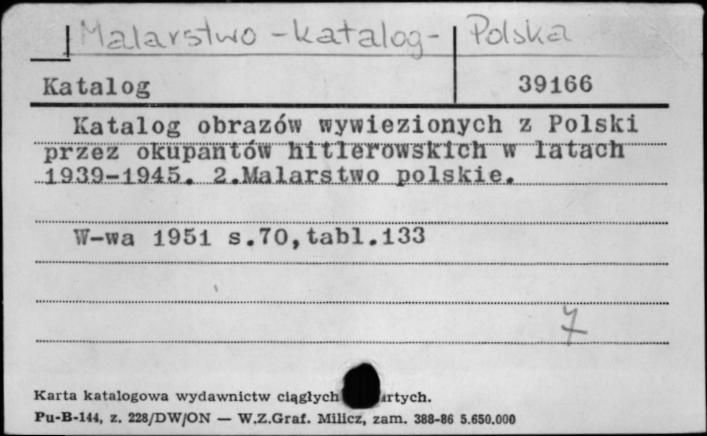 Malarstwo - katalog - Polska
Katalog 39166
Katalog obrazów wywiezionych z Polski
przez okupantów hitlerowskich w latach
1939-1945. 2.Malarstwo polskie.
W-wa 1951 s.70,tabl.133
7
Karta katalogowa wydawnictw ciągłych
Pu-B-144, z. 228/DW/ON — W.Z.Graf. Milicz, zam. 388-86 5.650.000